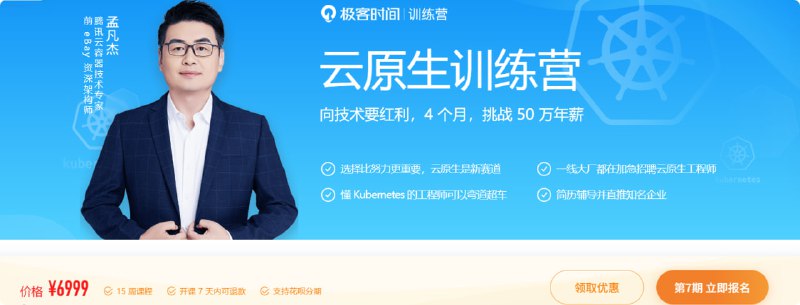 极客时间 | 训练营
孟凡杰
腾讯云容器技术专家
前 eBay 资深架构师
云原生训练营
向技术要红利，4 个月，挑战 50 万年薪
选择比努力更重要，云原生是新赛道
一线大厂都在加急招聘云原生工程师
懂 Kubernetes 的工程师可以弯道超车
简历辅导并直推知名企业
kubernetes
价格 ¥6999
15 周课程
开课 7 天内可退款
支持花呗分期
领取优惠
第7期 立即报名